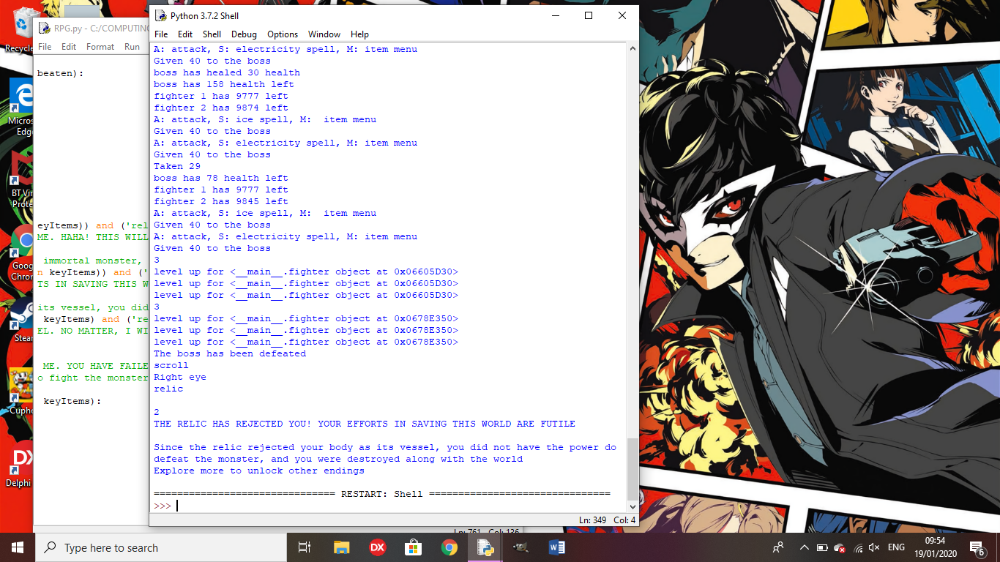 Recycle
Micros
Edge
BT Vir
Prote
Goog
Chron
Stea
Cuphe
DX
Delphi
RPG.py - C:/COMPUTING
File Edit Format Run
beaten):
eyItems)) and ('rel
ME. HAHA! THIS WILL
immortal monster,
n keyItems)) and ('
TS IN SAVING THIS W
its vessel, you did
keyItems) and ('re
EL. NO MATTER, I WI
ME. YOU HAVE FAILE
o fight the monster
keyItems):
Ln: 761 Col: 136
Python 3.7.2 Shell
File Edit Shell Debug Options Window Help
A: attack, S: electricity spell, M: item menu
Given 40 to the boss
boss has healed 30 health
boss has 158 health left
fighter 1 has 9777 left
fighter 2 has 9874 left
A: attack, S: ice spell, M:  item menu
Given 40 to the boss
A: attack, S: electricity spell, M: item menu
Given 40 to the boss
Taken 29
boss has 78 health left
fighter 1 has 9777 left
fighter 2 has 9845 left
A: attack, S: ice spell, M:  item menu
Given 40 to the boss
A: attack, S: electricity spell, M: item menu
Given 40 to the boss
3
level up for <__main__.fighter object at 0x06605D30>
level up for <__main__.fighter object at 0x06605D30>
level up for <__main__.fighter object at 0x06605D30>
3
level up for <__main__.fighter object at 0x0678E350>
level up for <__main__.fighter object at 0x0678E350>
level up for <__main__.fighter object at 0x0678E350>
The boss has been defeated
scroll
Right eye
relic
2
THE RELIC HAS REJECTED YOU! YOUR EFFORTS IN SAVING THIS WORLD ARE FUTILE
Since the relic rejected your body as its vessel, you did not have the power do
defeat the monster, and you were destroyed along with the world
Explore more to unlock other endings
=============================== RESTART: Shell ===============================
>>>
Ln: 349 Col: 4
Type here to search
DX
W
ENG
09:54
19/01/2020
6